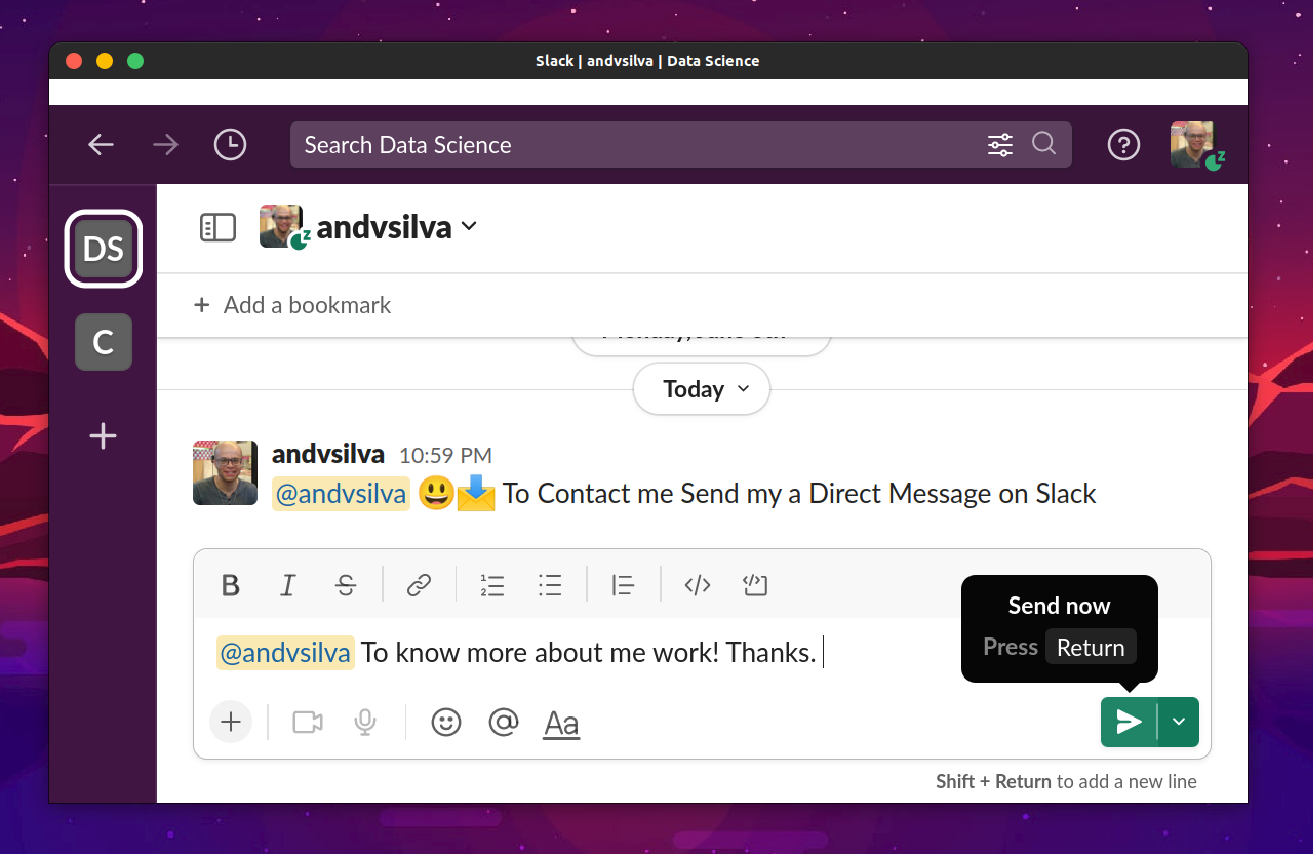 Slack | andvsilva | Data Science
Search Data Science
DS
andvsilva
C
+ Add a bookmark
Today
andvsilva 10:59 PM
@andvsilva 😃📩 To Contact me Send my a Direct Message on Slack
B I S
Send now
Press Return
@andvsilva To know more about me work! Thanks.
Aa
Shift + Return to add a new line